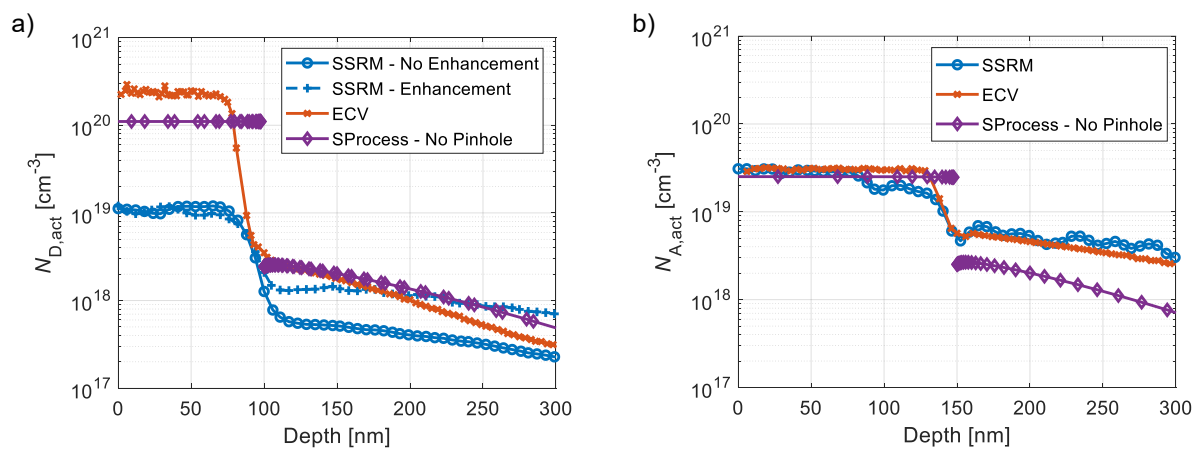 a)
N_D,act [cm^-3]
10^21
10^20
10^19
10^18
10^17
SSRM - No Enhancement
SSRM - Enhancement
ECV
SProcess - No Pinhole
0 50 100 150 200 250 300
Depth [nm]
b)
N_A,act [cm^-3]
10^21
10^20
10^19
10^18
10^17
SSRM
ECV
SProcess - No Pinhole
0 50 100 150 200 250 300
Depth [nm]